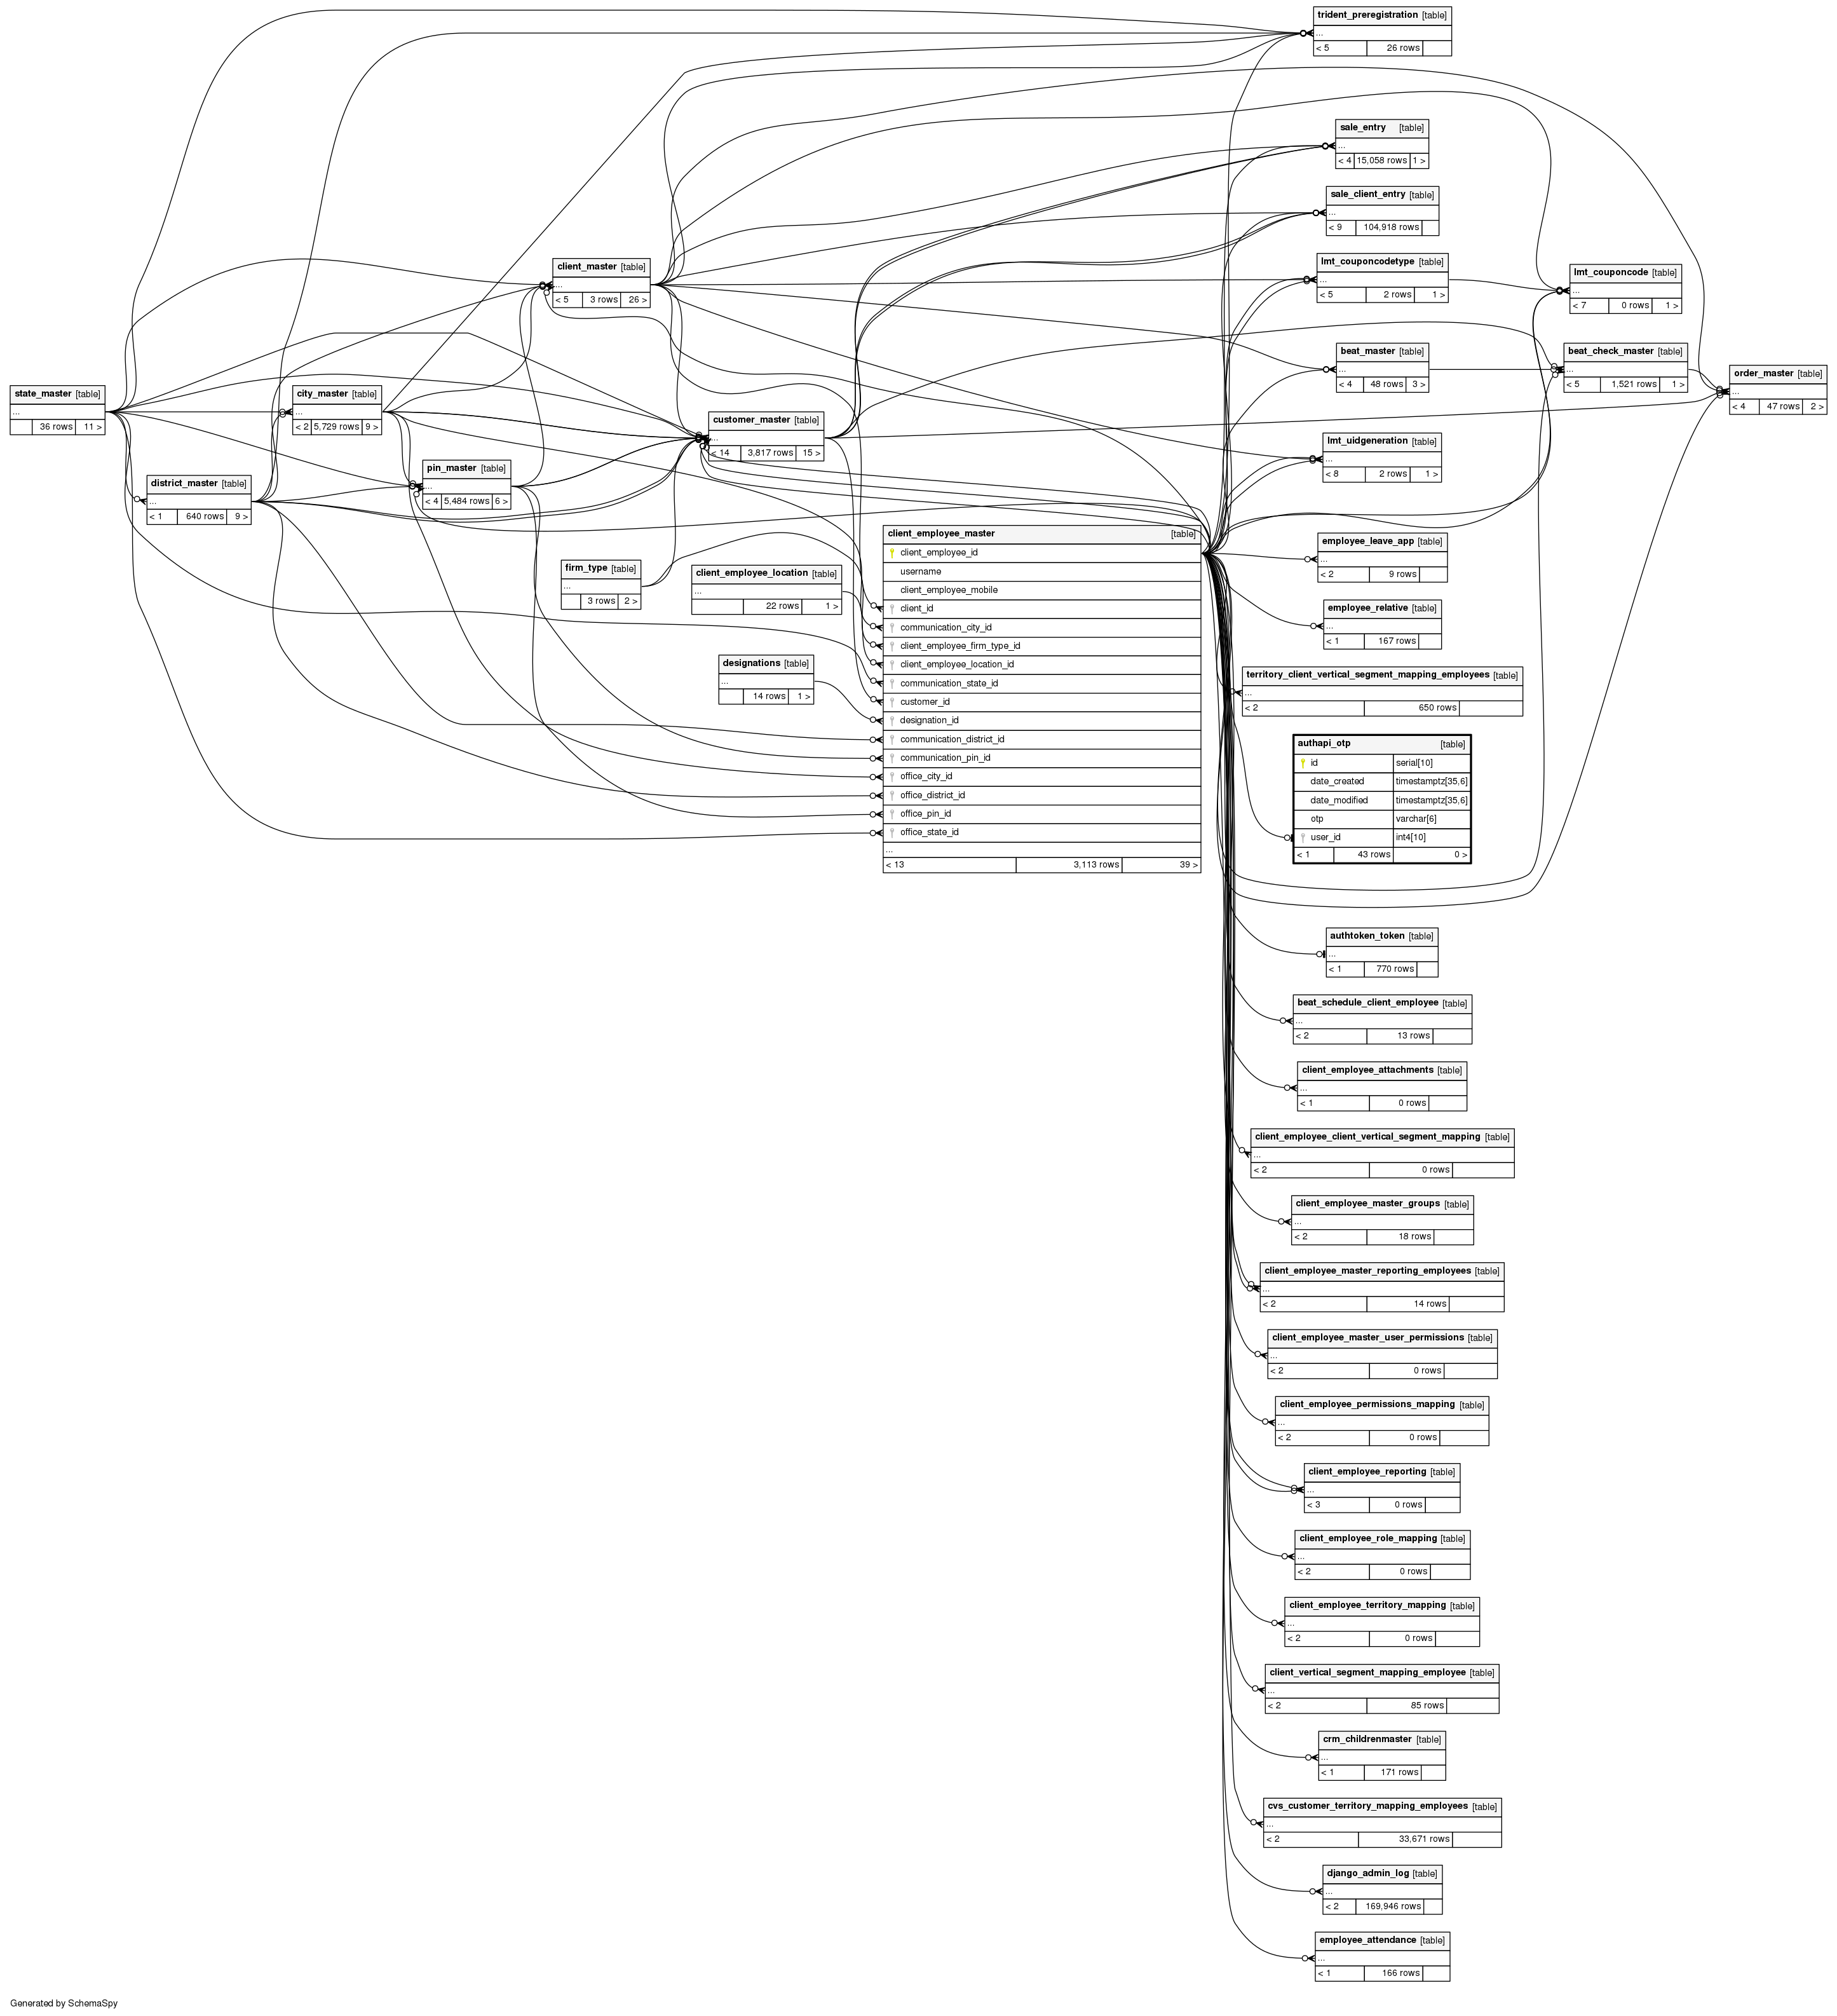 trident_preregistration [table]
...
< 5 26 rows
sale_entry [table]
...
< 4 15,058 rows 1 >
sale_client_entry [table]
...
< 9 104,918 rows
client_master [table]
...
< 5 3 rows 26 >
lmt_couponcodetype [table]
...
< 5 2 rows 1 >
lmt_couponcode [table]
...
< 7 0 rows 1 >
beat_master [table]
...
< 4 48 rows 3 >
beat_check_master [table]
...
< 5 1,521 rows 1 >
order_master [table]
...
< 4 47 rows 2 >
state_master [table]
...
36 rows 11 >
city_master [table]
...
< 2 5,729 rows 9 >
customer_master [table]
...
< 14 3,817 rows 15 >
lmt_uidgeneration [table]
...
< 8 2 rows 1 >
pin_master [table]
...
< 4 5,484 rows 6 >
district_master [table]
...
< 1 640 rows 9 >
firm_type [table]
...
3 rows 2 >
client_employee_location [table]
...
22 rows 1 >
designations [table]
...
14 rows 1 >
client_employee_master [table]
client_employee_id
username
client_employee_mobile
client_id
communication_city_id
client_employee_firm_type_id
client_employee_location_id
communication_state_id
customer_id
designation_id
communication_district_id
communication_pin_id
office_city_id
office_district_id
office_pin_id
office_state_id
...
< 13 3,113 rows 39 >
employee_leave_app [table]
...
< 2 9 rows
employee_relative [table]
...
< 1 167 rows
territory_client_vertical_segment_mapping_employees [table]
...
< 2 650 rows
authapi_otp [table]
id serial[10]
date_created timestamptz[35,6]
date_modified timestamptz[35,6]
otp varchar[6]
user_id int4[10]
< 1 43 rows 0 >
authtoken_token [table]
...
< 1 770 rows
beat_schedule_client_employee [table]
...
< 2 13 rows
client_employee_attachments [table]
...
< 1 0 rows
client_employee_client_vertical_segment_mapping [table]
...
< 2 0 rows
client_employee_master_groups [table]
...
< 2 18 rows
client_employee_master_reporting_employees [table]
...
< 2 14 rows
client_employee_master_user_permissions [table]
...
< 2 0 rows
client_employee_permissions_mapping [table]
...
< 2 0 rows
client_employee_reporting [table]
...
< 3 0 rows
client_employee_role_mapping [table]
...
< 2 0 rows
client_employee_territory_mapping [table]
...
< 2 0 rows
client_vertical_segment_mapping_employee [table]
...
< 2 85 rows
crm_childrenmaster [table]
...
< 1 171 rows
cvs_customer_territory_mapping_employees [table]
...
< 2 33,671 rows
django_admin_log [table]
...
< 2 169,946 rows
employee_attendance [table]
...
< 1 166 rows
Generated by SchemaSpy